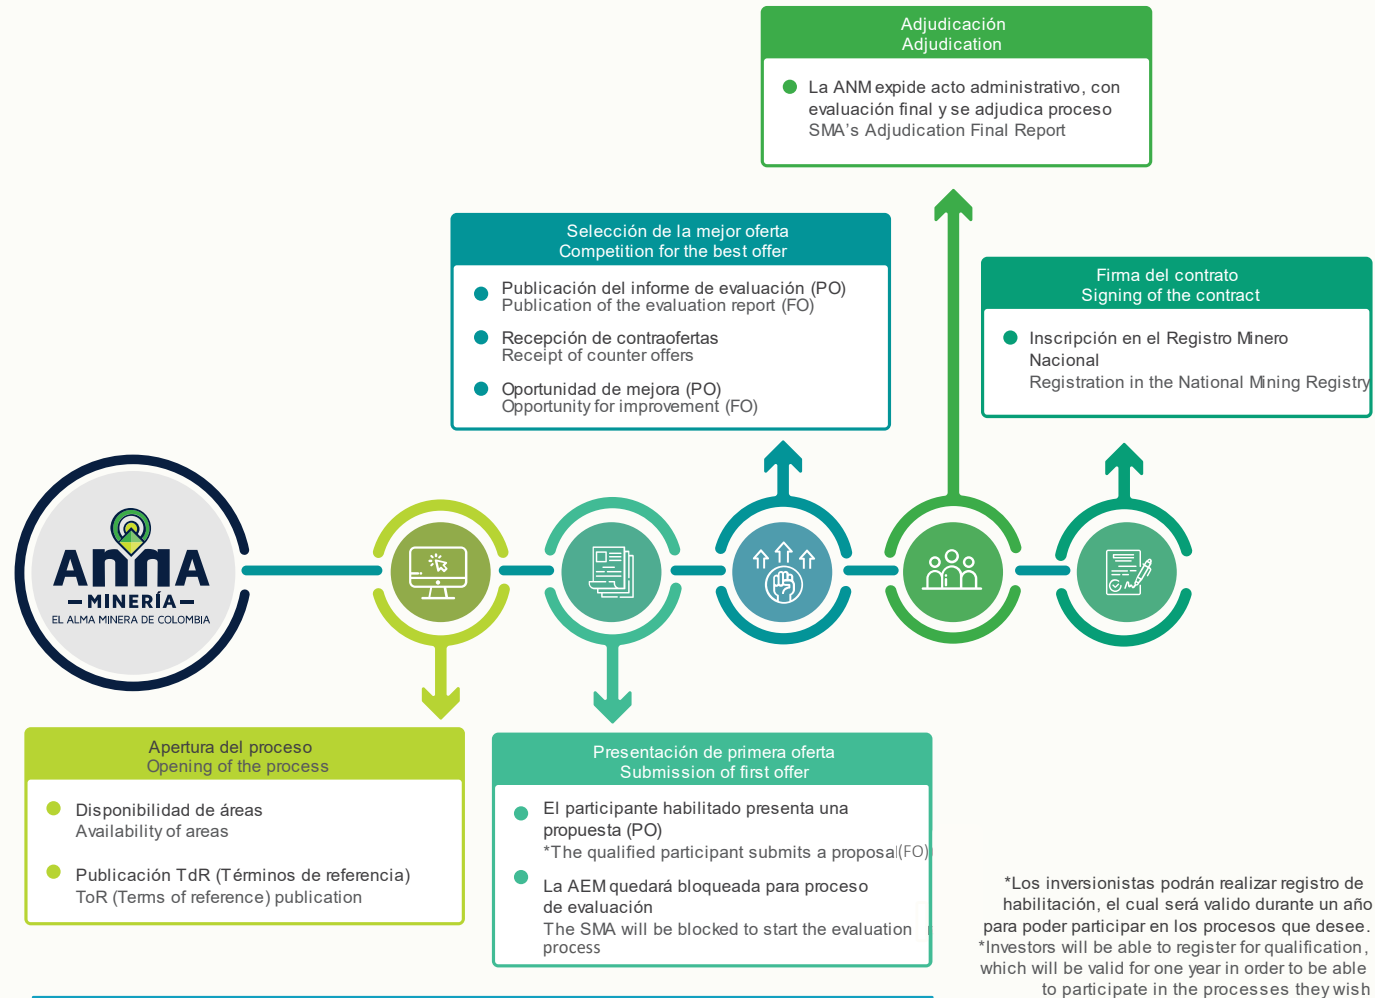 Adjudicación
Adjudication
La ANM expide acto administrativo, con
evaluación final y se adjudica proceso
SMA's Adjudication Final Report
Selección de la mejor oferta
Competition for the best offer
Publicación del informe de evaluación (PO)
Publication of the evaluation report (FO)
Recepción de contraofertas
Receipt of counter offers
Oportunidad de mejora (PO)
Opportunity for improvement (FO)
Firma del contrato
Signing of the contract
Inscripción en el Registro Minero
Nacional
Registration in the National Mining Registry
ANNA
MINERÍA
EL ALMA MINERA DE COLOMBIA
Apertura del proceso
Opening of the process
Disponibilidad de áreas
Availability of areas
Publicación TdR (Términos de referencia)
ToR (Terms of reference) publication
Presentación de primera oferta
Submission of first offer
El participante habilitado presenta una
propuesta (PO)
*The qualified participant submits a proposal(FO)
La AEM quedará bloqueada para proceso
de evaluación
The SMA will be blocked to start the evaluation
process
*Los inversionistas podrán realizar registro de
habilitación, el cual será valido durante un año
para poder participar en los procesos que desee.
*Investors will be able to register for qualification,
which will be valid for one year in order to be able
to participate in the processes they wish